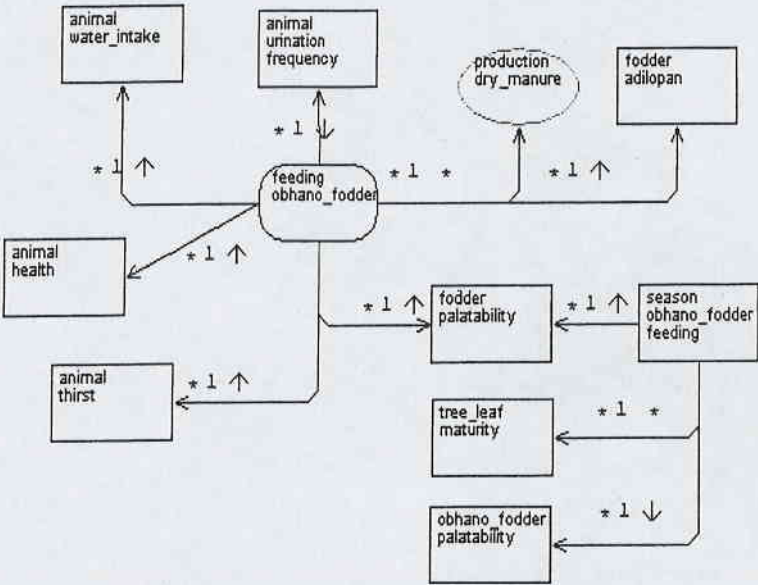 animal
water_intake
animal
urination
frequency
production
dry_manure
fodder
adilopan
* 1 ↑
* 1 ↓
* 1 *
* 1 ↑
feeding
obhano_fodder
animal
health
* 1 ↑
* 1 ↑
fodder
palatability
* 1 ↑
season
obhano_fodder
feeding
animal
thirst
* 1 ↑
tree_leaf
maturity
* 1 *
obhano_fodder
palatability
* 1 ↓